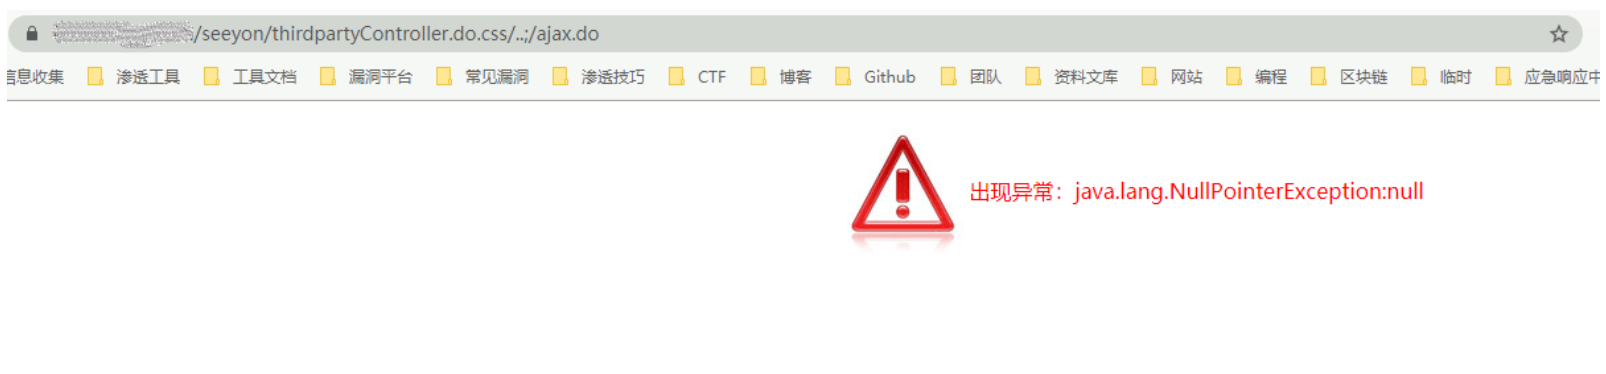 /seeyon/thirdpartyController.do.css/..;/ajax.do
信息收集 渗透工具 工具文档 漏洞平台 常见漏洞 渗透技巧 CTF 博客 Github 团队 资料文库 网站 编程 区块链 临时 应急响应中
出现异常：java.lang.NullPointerException:null